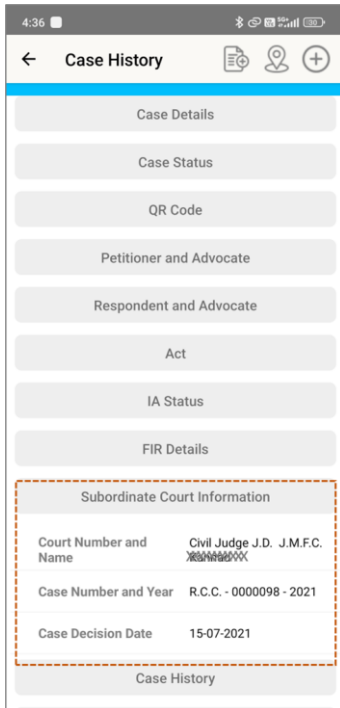 4:36
5G+
30
Case History
Case Details
Case Status
QR Code
Petitioner and Advocate
Respondent and Advocate
Act
IA Status
FIR Details
Subordinate Court Information
Court Number and Name
Civil Judge J.D. J.M.F.C.
Case Number and Year
R.C.C. - 0000098 - 2021
Case Decision Date
15-07-2021
Case History